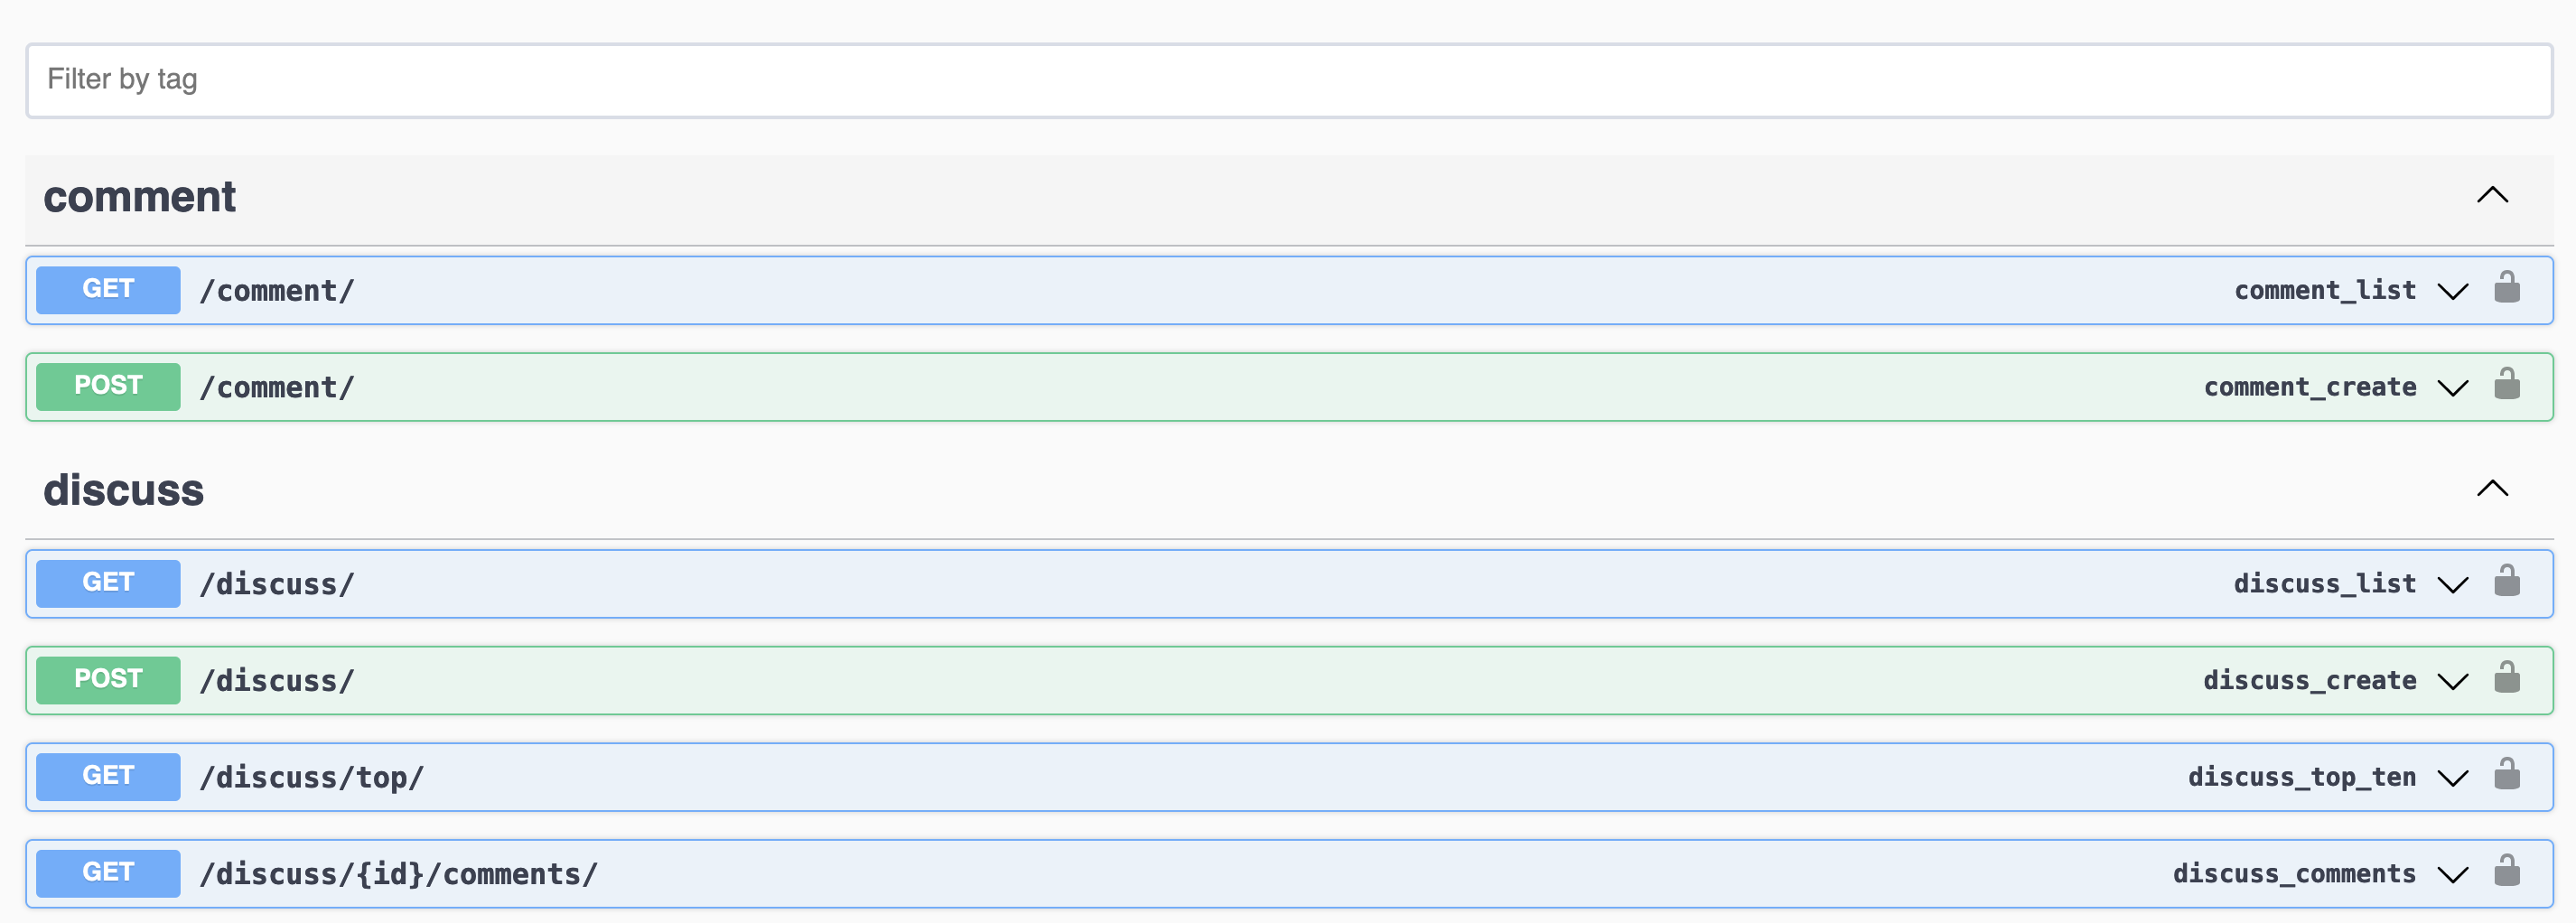 Filter by tag
comment
GET /comment/ comment_list
POST /comment/ comment_create
discuss
GET /discuss/ discuss_list
POST /discuss/ discuss_create
GET /discuss/top/ discuss_top_ten
GET /discuss/{id}/comments/ discuss_comments